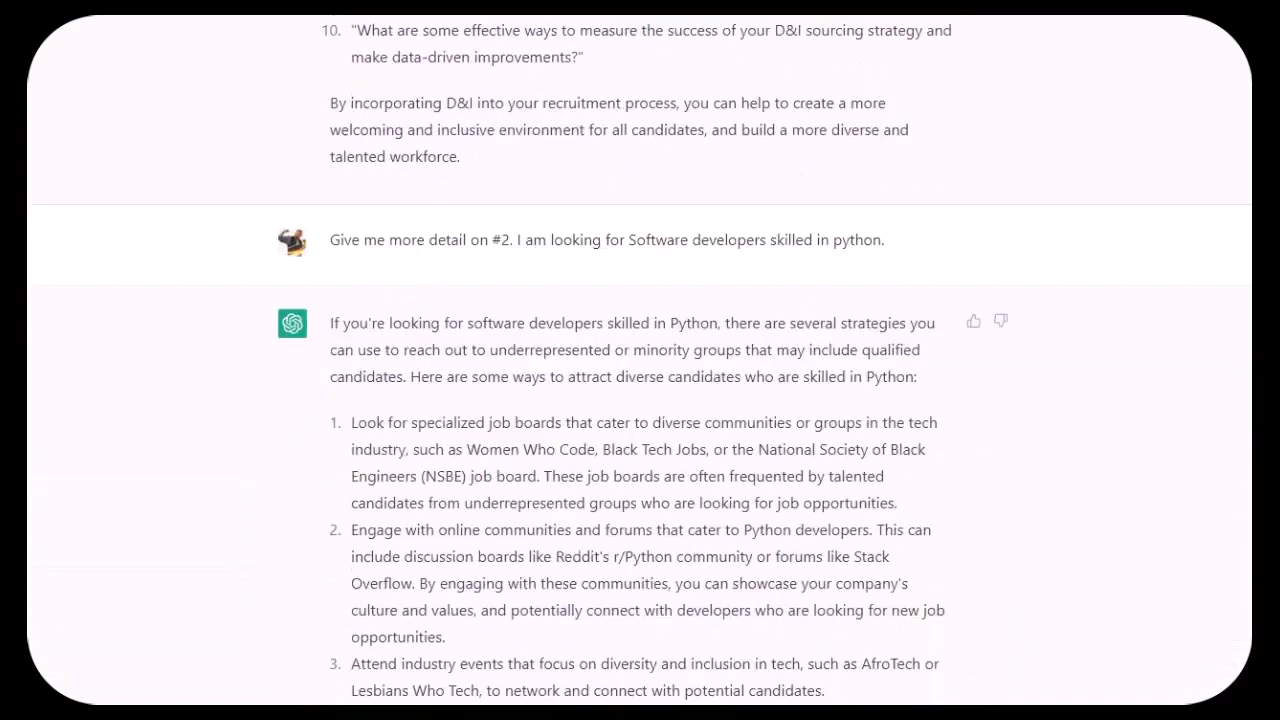 10. "What are some effective ways to measure the success of your D&I sourcing strategy and
make data-driven improvements?"
By incorporating D&I into your recruitment process, you can help to create a more
welcoming and inclusive environment for all candidates, and build a more diverse and
talented workforce.
Give me more detail on #2. I am looking for Software developers skilled in python.
If you're looking for software developers skilled in Python, there are several strategies you
can use to reach out to underrepresented or minority groups that may include qualified
candidates. Here are some ways to attract diverse candidates who are skilled in Python:
1. Look for specialized job boards that cater to diverse communities or groups in the tech
industry, such as Women Who Code, Black Tech Jobs, or the National Society of Black
Engineers (NSBE) job board. These job boards are often frequented by talented
candidates from underrepresented groups who are looking for job opportunities.
2. Engage with online communities and forums that cater to Python developers. This can
include discussion boards like Reddit's r/Python community or forums like Stack
Overflow. By engaging with these communities, you can showcase your company's
culture and values, and potentially connect with developers who are looking for new job
opportunities.
3. Attend industry events that focus on diversity and inclusion in tech, such as AfroTech or
Lesbians Who Tech, to network and connect with potential candidates.